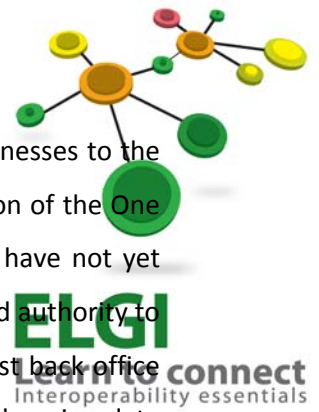 nesses to the
on of the One
have not yet
d authority to
ELGI
st back office
Learn to connect
Interoperability essentials